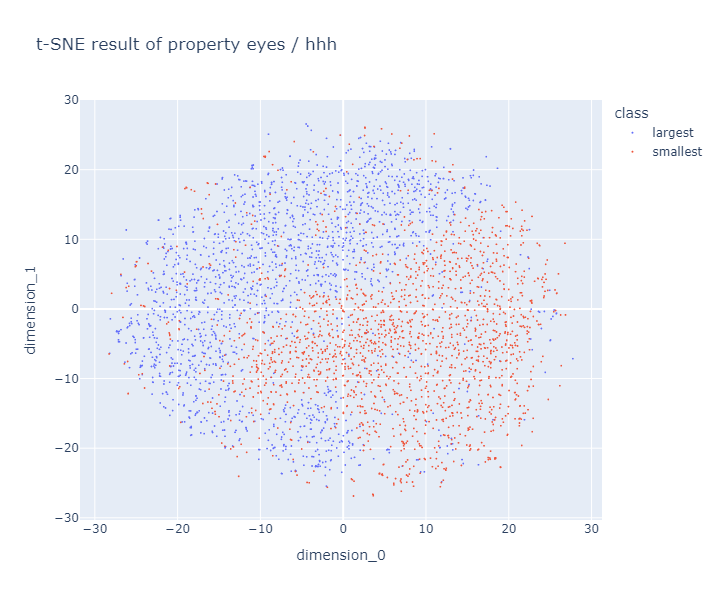 t-SNE result of property eyes / hhh
class
largest
smallest
30
20
10
0
−10
−20
−30
dimension_1
−30
−20
−10
0
10
20
30
dimension_0